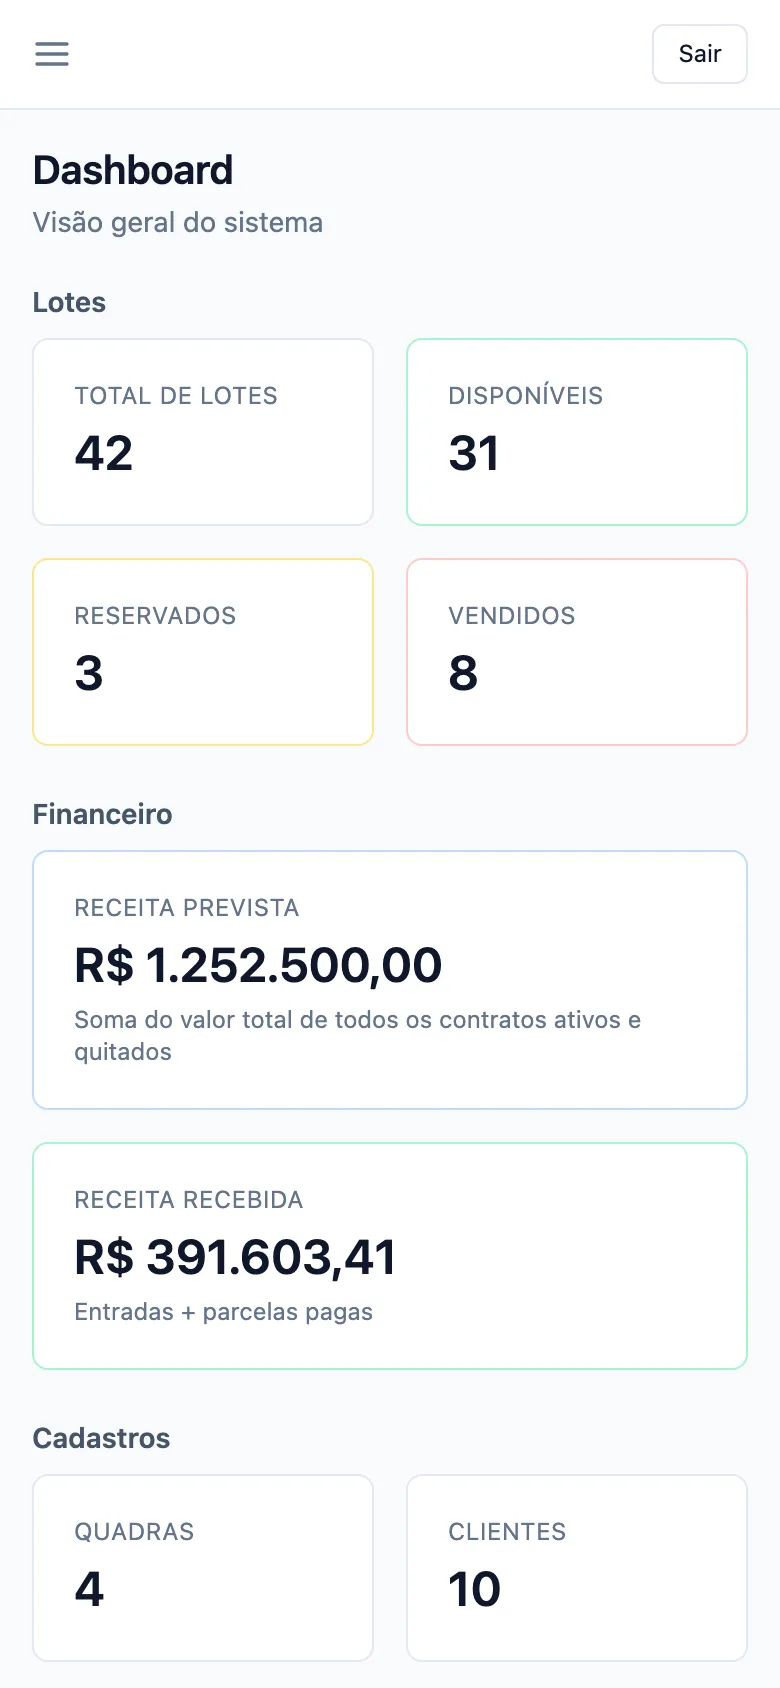 Sair
Dashboard
Visão geral do sistema
Lotes
TOTAL DE LOTES
42
DISPONÍVEIS
31
RESERVADOS
3
VENDIDOS
8
Financeiro
RECEITA PREVISTA
R$ 1.252.500,00
Soma do valor total de todos os contratos ativos e
quitados
RECEITA RECEBIDA
R$ 391.603,41
Entradas + parcelas pagas
Cadastros
QUADRAS
4
CLIENTES
10